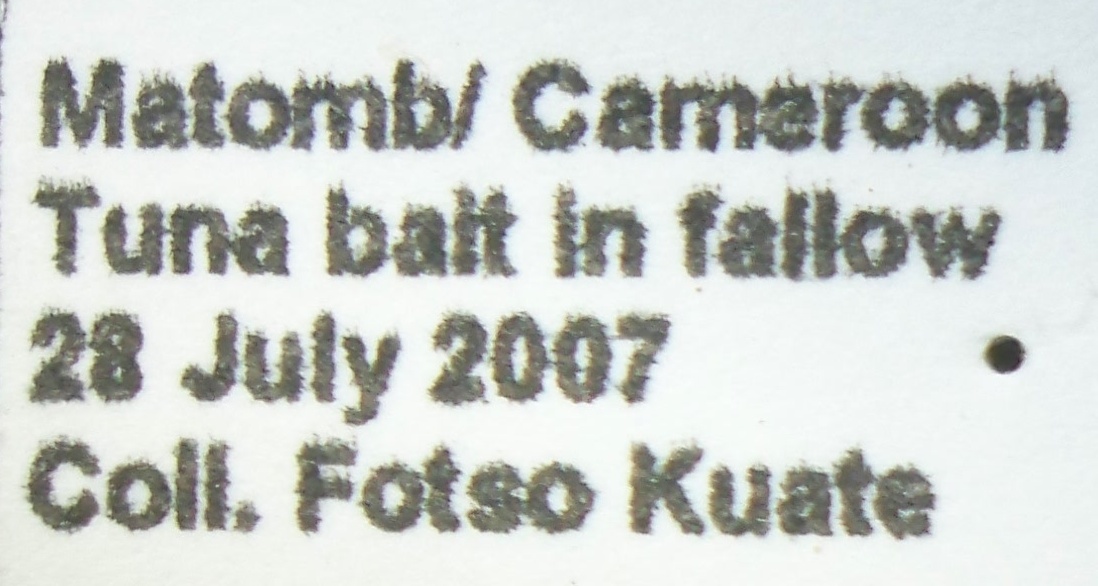 Matomb/ Cameroon
Tuna bait in fallow
28 July 2007
Coll. Fotso Kuate